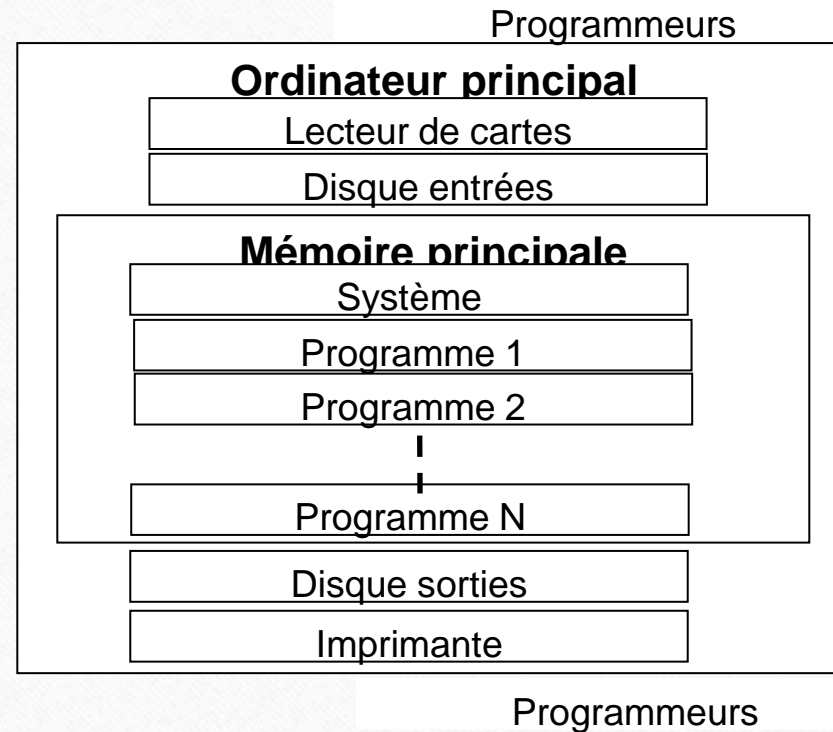 Programmeurs
Ordinateur principal
Lecteur de cartes
Disque entrées
Mémoire principale
Système
Programme 1
Programme 2
Programme N
Disque sorties
Imprimante
Programmeurs